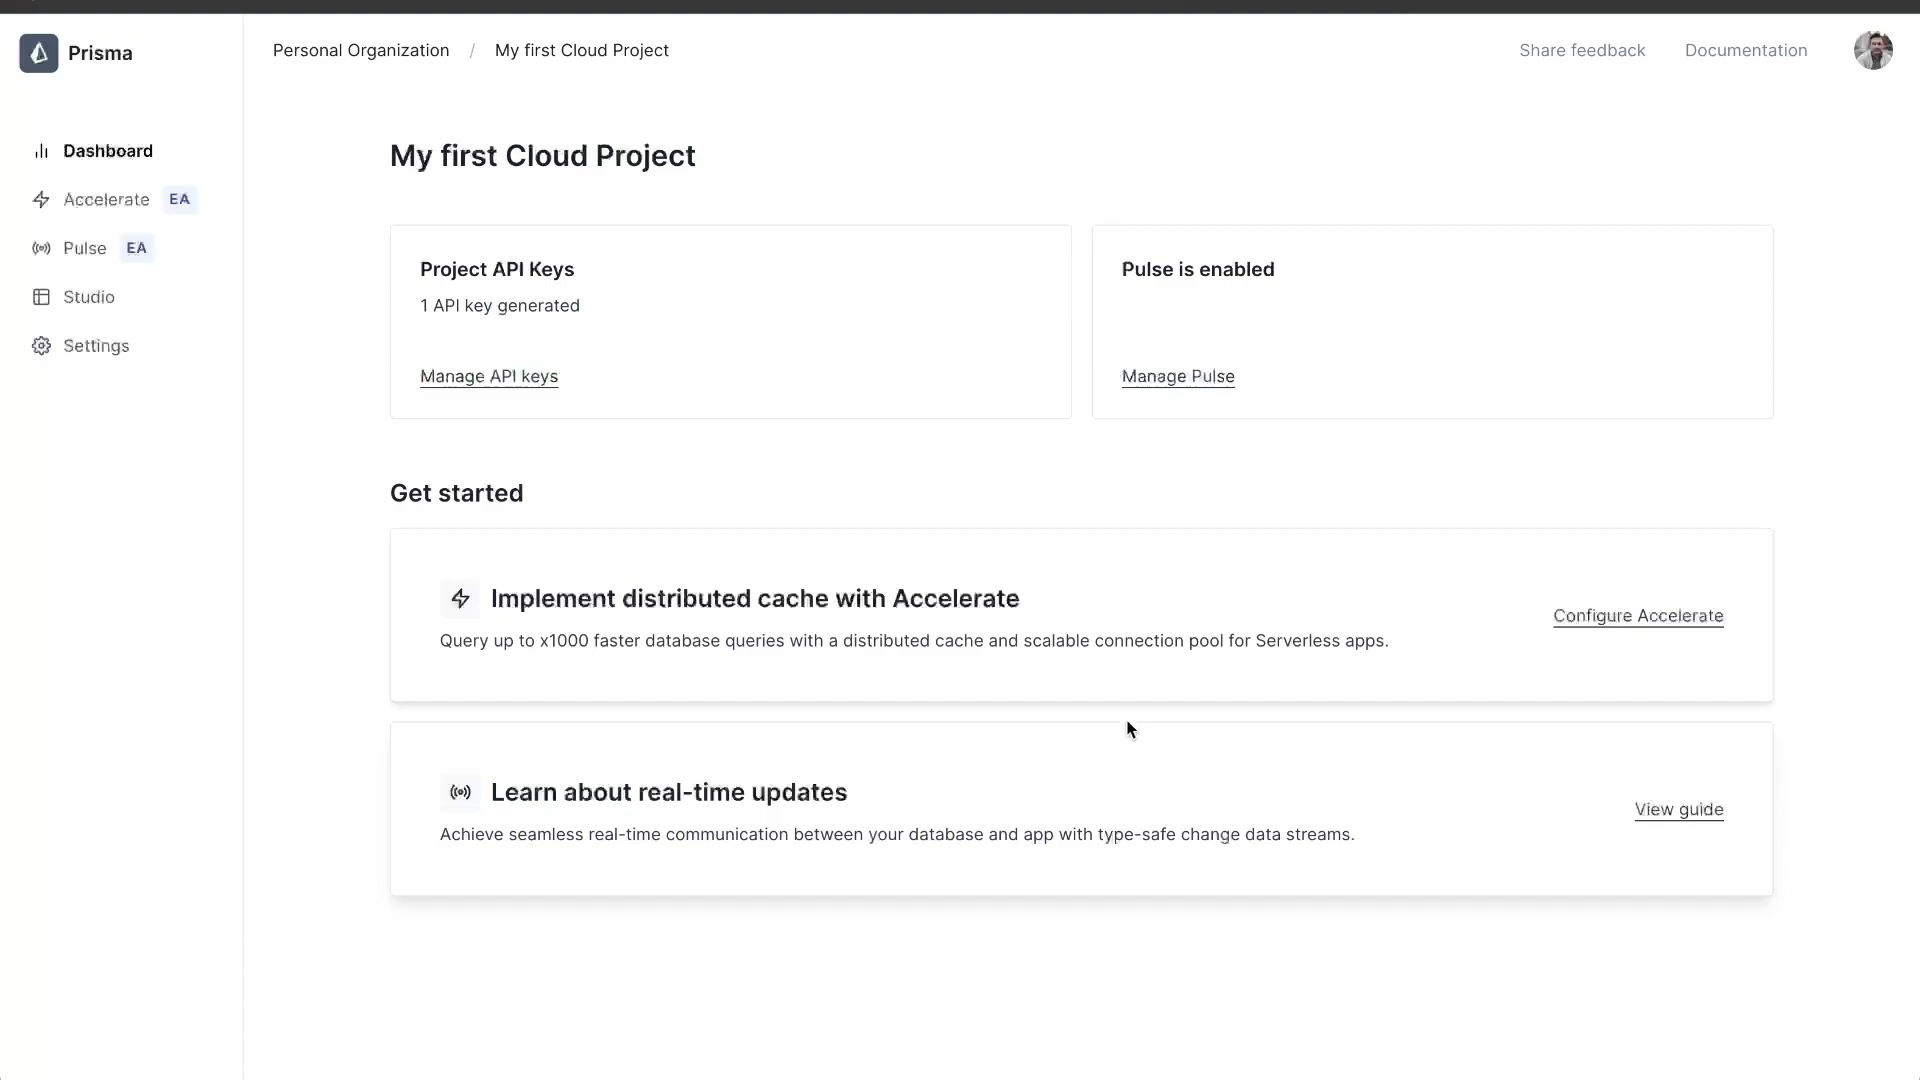 Prisma
Personal Organization / My first Cloud Project
Share feedback
Documentation
Dashboard
Accelerate EA
Pulse EA
Studio
Settings
My first Cloud Project
Project API Keys
1 API key generated
Manage API keys
Pulse is enabled
Manage Pulse
Get started
Implement distributed cache with Accelerate
Query up to x1000 faster database queries with a distributed cache and scalable connection pool for Serverless apps.
Configure Accelerate
Learn about real-time updates
Achieve seamless real-time communication between your database and app with type-safe change data streams.
View guide